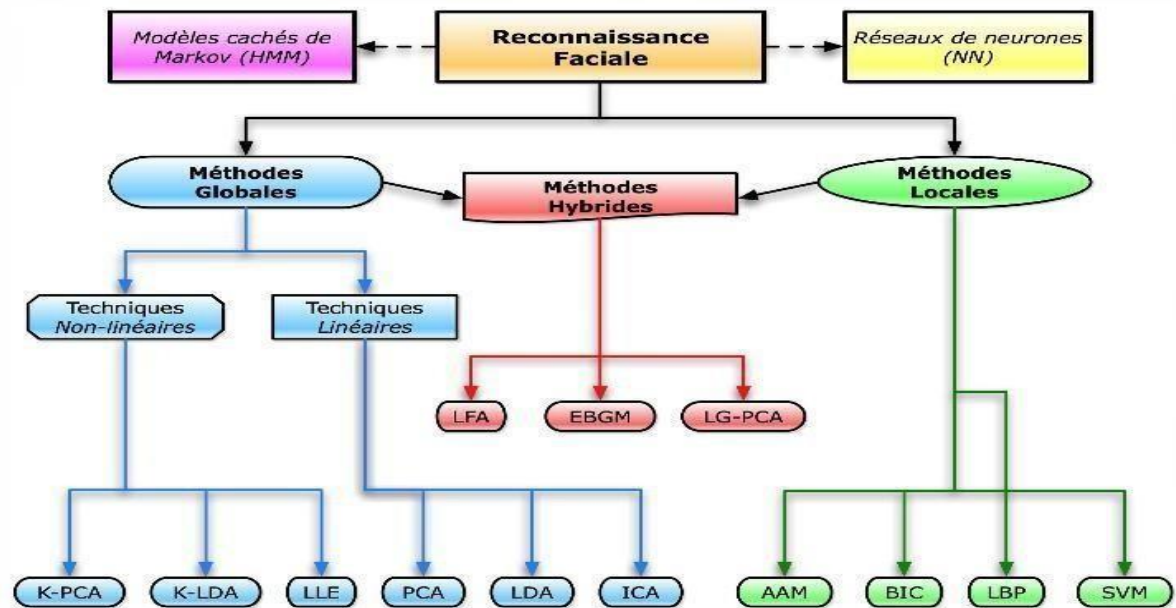 Modèles cachés de
Markov (HMM)
Reconnaissance
Faciale
Réseaux de neurones
(NN)
Méthodes
Globales
Méthodes
Hybrides
Méthodes
Locales
Techniques
Non-linéaires
Techniques
Linéaires
LFA
EBGM
LG-PCA
K-PCA
K-LDA
LLE
PCA
LDA
ICA
AAM
BIC
LBP
SVM